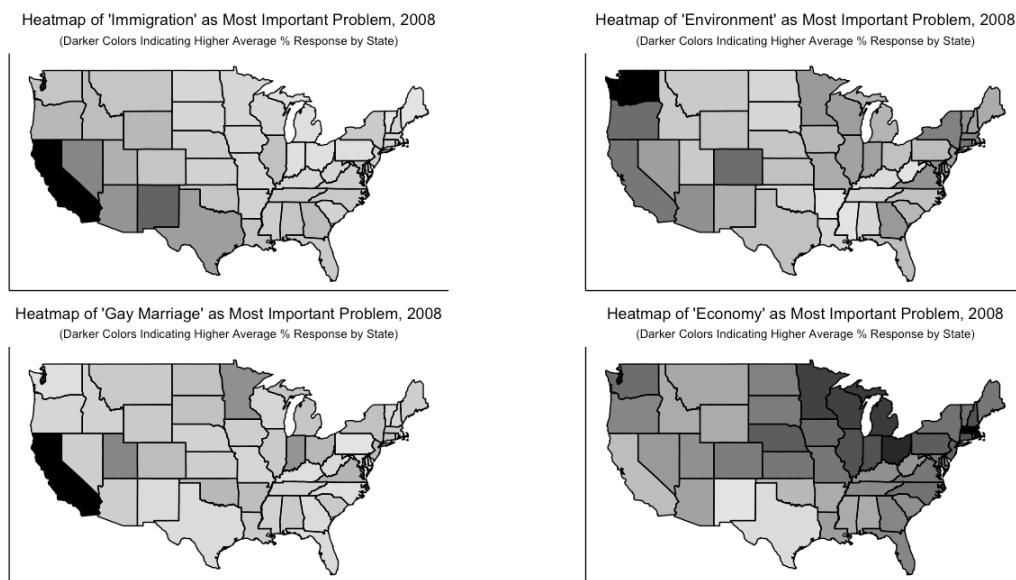 Heatmap of 'Immigration' as Most Important Problem, 2008
(Darker Colors Indicating Higher Average % Response by State)
Heatmap of 'Environment' as Most Important Problem, 2008
(Darker Colors Indicating Higher Average % Response by State)
Heatmap of 'Gay Marriage' as Most Important Problem, 2008
(Darker Colors Indicating Higher Average % Response by State)
Heatmap of 'Economy' as Most Important Problem, 2008
(Darker Colors Indicating Higher Average % Response by State)